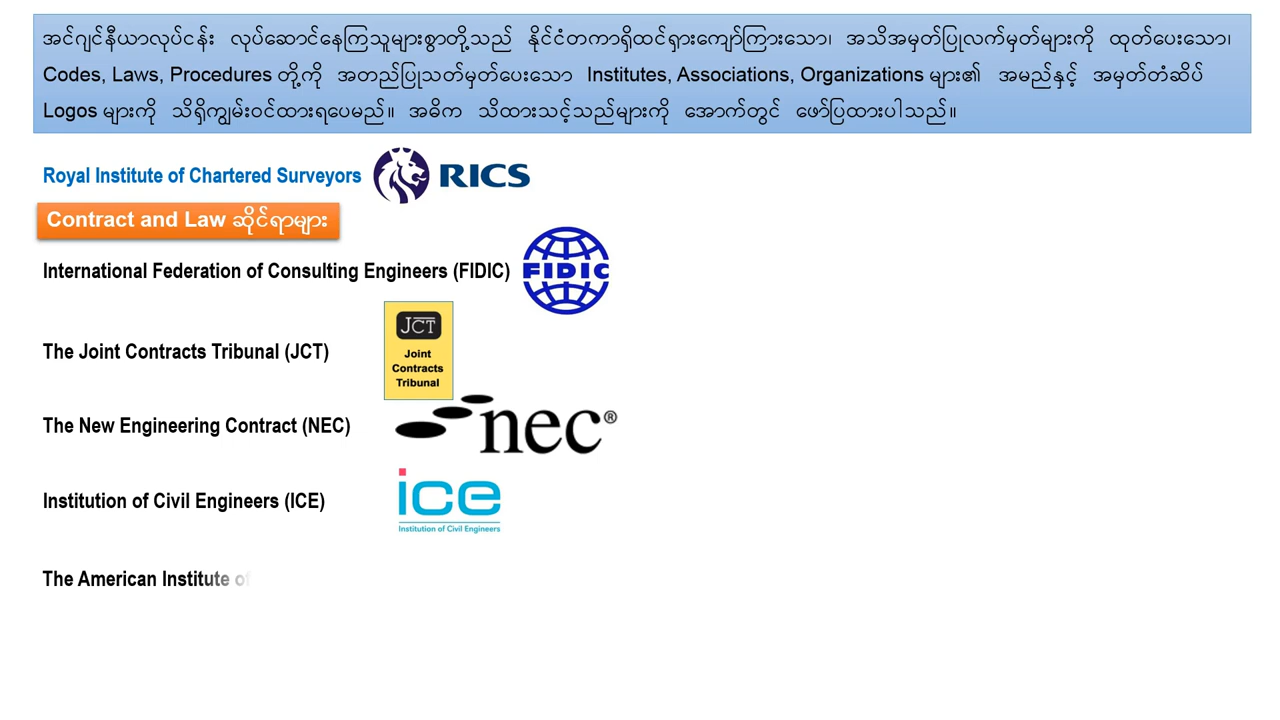 အင်ဂျင်နီယာလုပ်ငန်း လုပ်ဆောင်နေကြသူများစွာတို့သည် နိုင်ငံတကာရှိထင်ရှားကျော်ကြားသော၊ အသိအမှတ်ပြုလက်မှတ်များကို ထုတ်ပေးသော၊
Codes, Laws, Procedures တို့ကို အတည်ပြုသတ်မှတ်ပေးသော Institutes, Associations, Organizations များ၏ အမည်နှင့် အမှတ်တံဆိပ်
Logos များကို သိရှိကျွမ်းဝင်ထားရပေမည်။ အဓိက သိထားသင့်သည်များကို အောက်တွင် ဖော်ပြထားပါသည်။
Royal Institute of Chartered Surveyors
RICS
Contract and Law ဆိုင်ရာများ
International Federation of Consulting Engineers (FIDIC)
FIDIC
The Joint Contracts Tribunal (JCT)
JCT
Joint
Contracts
Tribunal
The New Engineering Contract (NEC)
nec®
Institution of Civil Engineers (ICE)
ice
Institution of Civil Engineers
The American Institute of